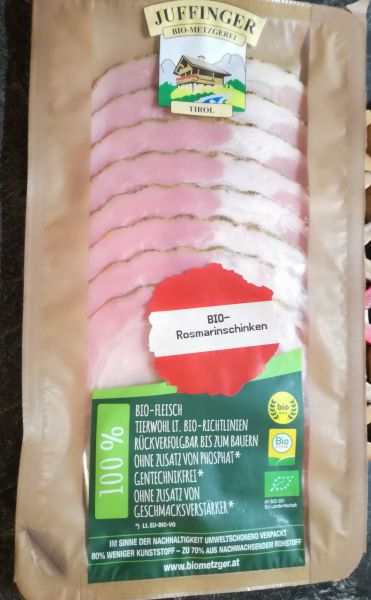 JUFFINGER
BIO-METZGEREI
TIROL
BIO-
Rosmarinschinken
100 %
BIO-FLEISCH
TIERWOHL LT. BIO-RICHTLINIEN
RÜCKVERFOLGBAR BIS ZUM BAUERN
OHNE ZUSATZ VON PHOSPHAT*
GENTECHNIKFREI*
OHNE ZUSATZ VON
GESCHMACKSVERSTÄRKER*
*) LT. EU-BIO-VO
bio
Bio
AT-BIO-301
EU-Landwirtschaft
IM SINNE DER NACHHALTIGKEIT UMWELTSCHONEND VERPACKT
80% WENIGER KUNSTSTOFF – ZU 70% AUS NACHWACHSENDEM ROHSTOFF
www.biometzger.at